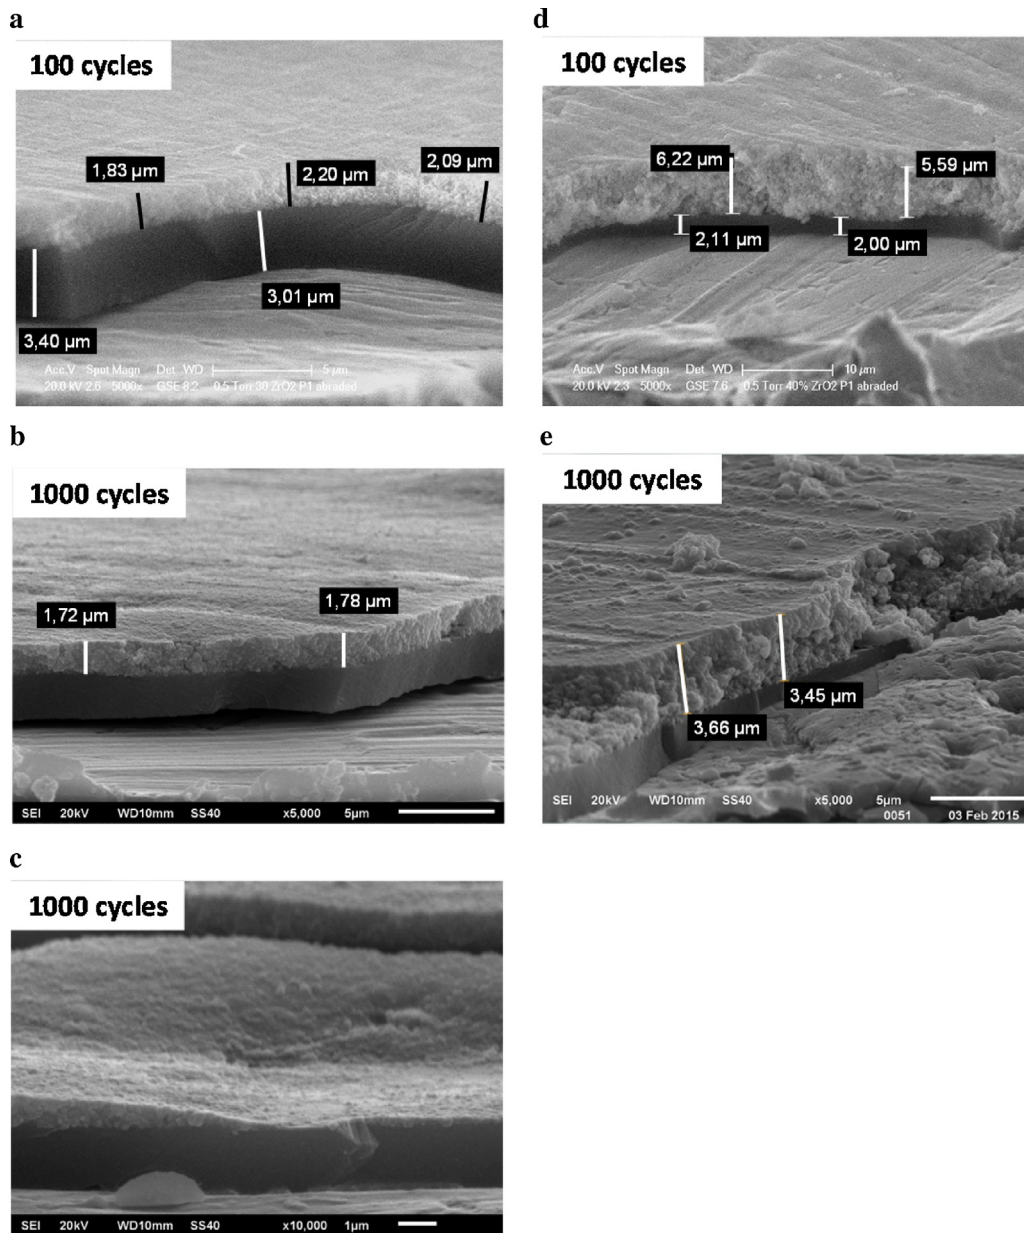 a
100 cycles
1,83 µm
2,20 µm
2,09 µm
3,01 µm
3,40 µm
Acc.V Spot Magn Det WD 5 µm
20.0 kV 2.6 5000x GSE 8.2 0.5 Torr 30 ZrO2 P1 abraded
b
1000 cycles
1,72 µm
1,78 µm
SEI 20kV WD10mm SS40 x5,000 5µm
c
1000 cycles
SEI 20kV WD10mm SS40 x10,000 1µm
d
100 cycles
6,22 µm
5,59 µm
2,11 µm
2,00 µm
Acc.V Spot Magn Det WD 10 µm
20.0 kV 2.3 5000x GSE 7.6 0.5 Torr 40% ZrO2 P1 abraded
e
1000 cycles
3,45 µm
3,66 µm
SEI 20kV WD10mm SS40 x5,000 5µm
0051 03 Feb 2015